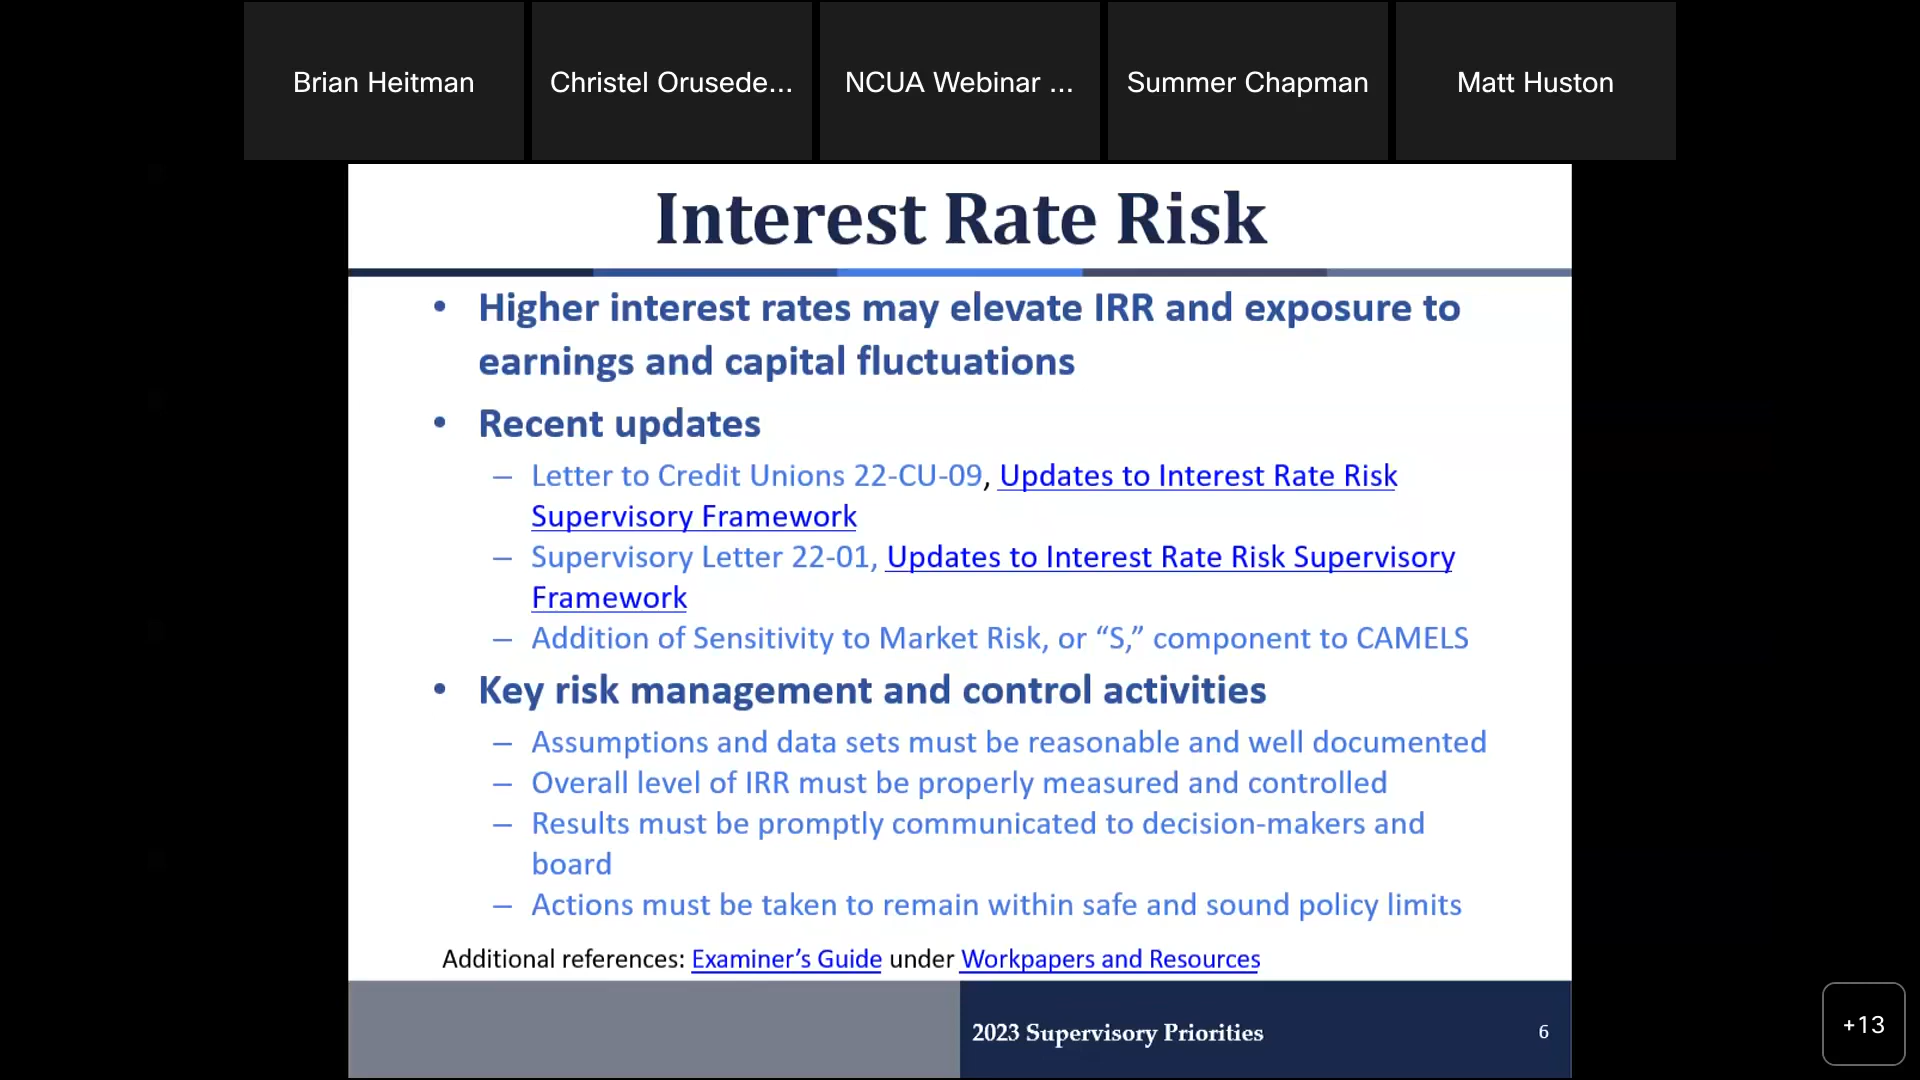 Brian Heitman
Christel Orusede...
NCUA Webinar ...
Summer Chapman
Matt Huston
Interest Rate Risk
• Higher interest rates may elevate IRR and exposure to
earnings and capital fluctuations
• Recent updates
– Letter to Credit Unions 22-CU-09, Updates to Interest Rate Risk
Supervisory Framework
– Supervisory Letter 22-01, Updates to Interest Rate Risk Supervisory
Framework
– Addition of Sensitivity to Market Risk, or “S,” component to CAMELS
• Key risk management and control activities
– Assumptions and data sets must be reasonable and well documented
– Overall level of IRR must be properly measured and controlled
– Results must be promptly communicated to decision-makers and
board
– Actions must be taken to remain within safe and sound policy limits
Additional references: Examiner’s Guide under Workpapers and Resources
2023 Supervisory Priorities
6
+13